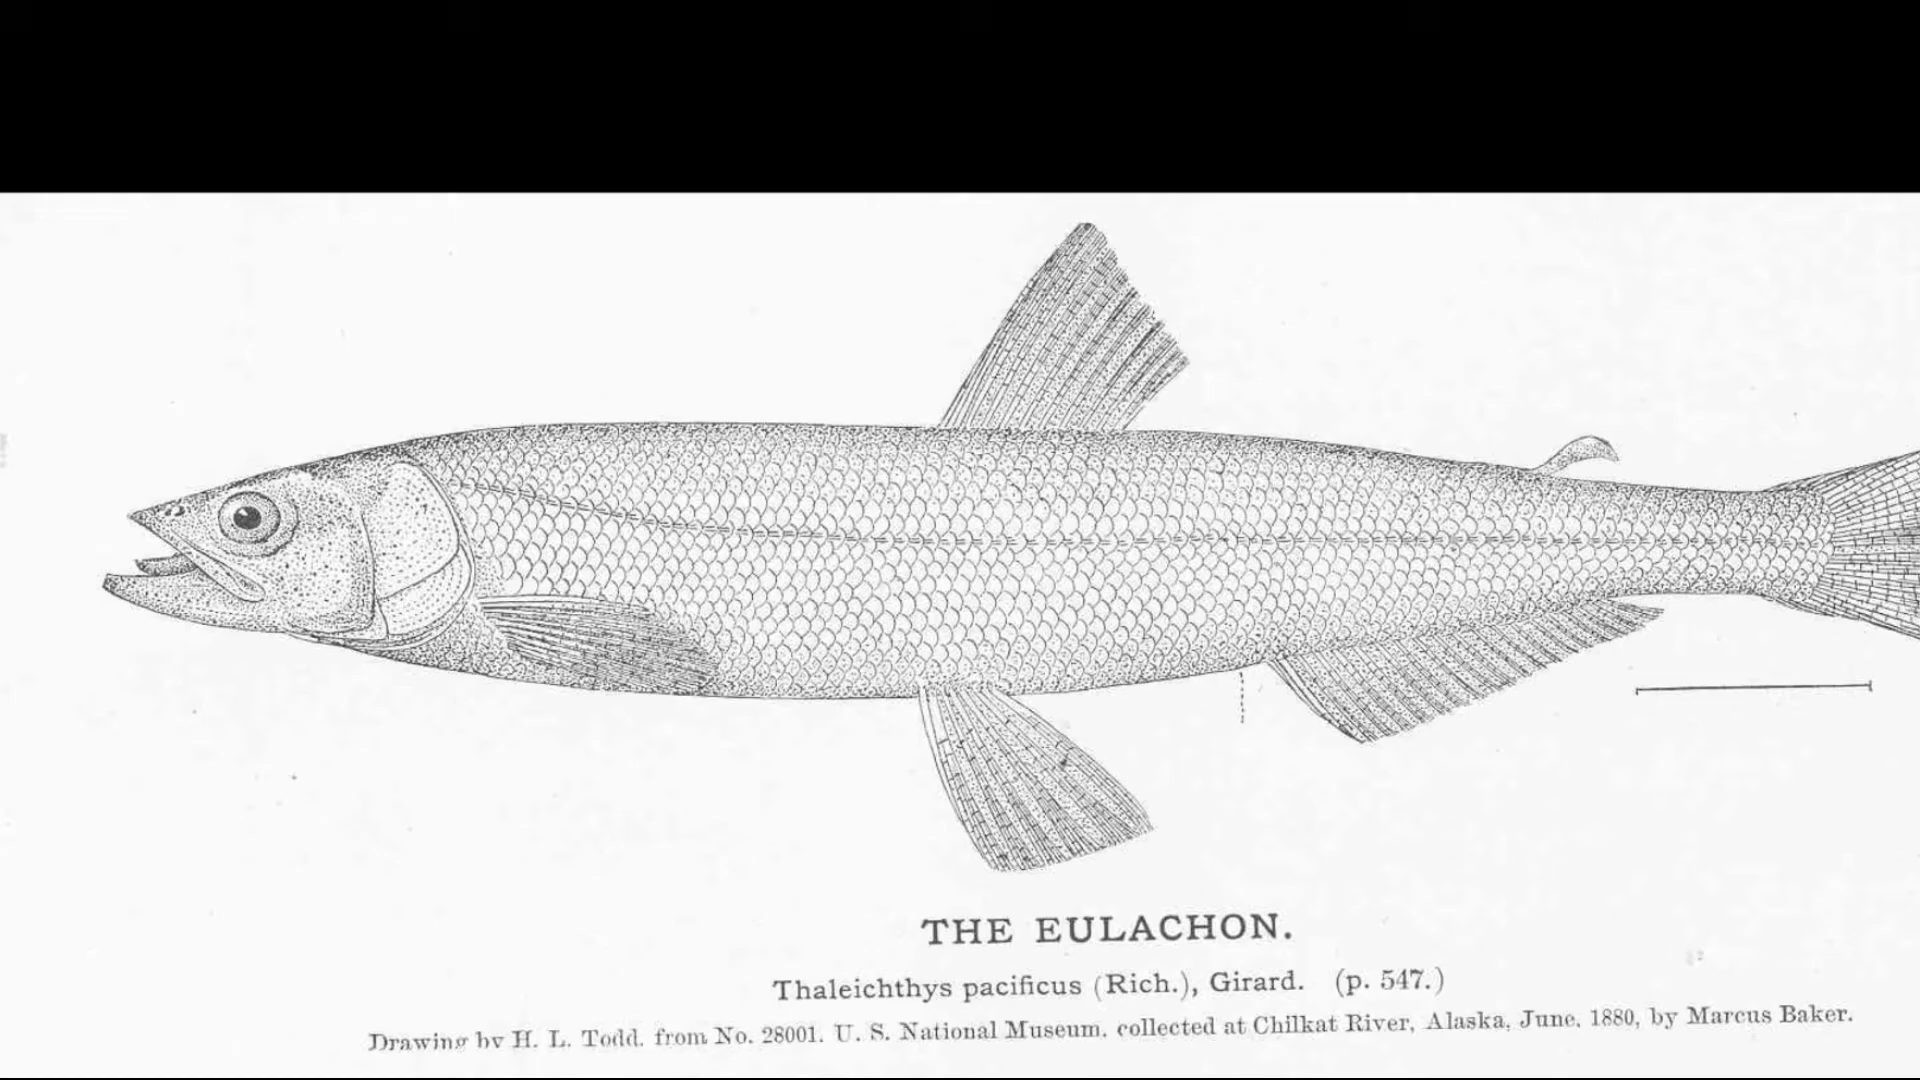 THE EULACHON.
Thaleichthys pacificus (Rich.), Girard. (p. 547.)
Drawing by H. L. Todd. from No. 28001. U. S. National Museum. collected at Chilkat River, Alaska, June. 1880, by Marcus Baker.